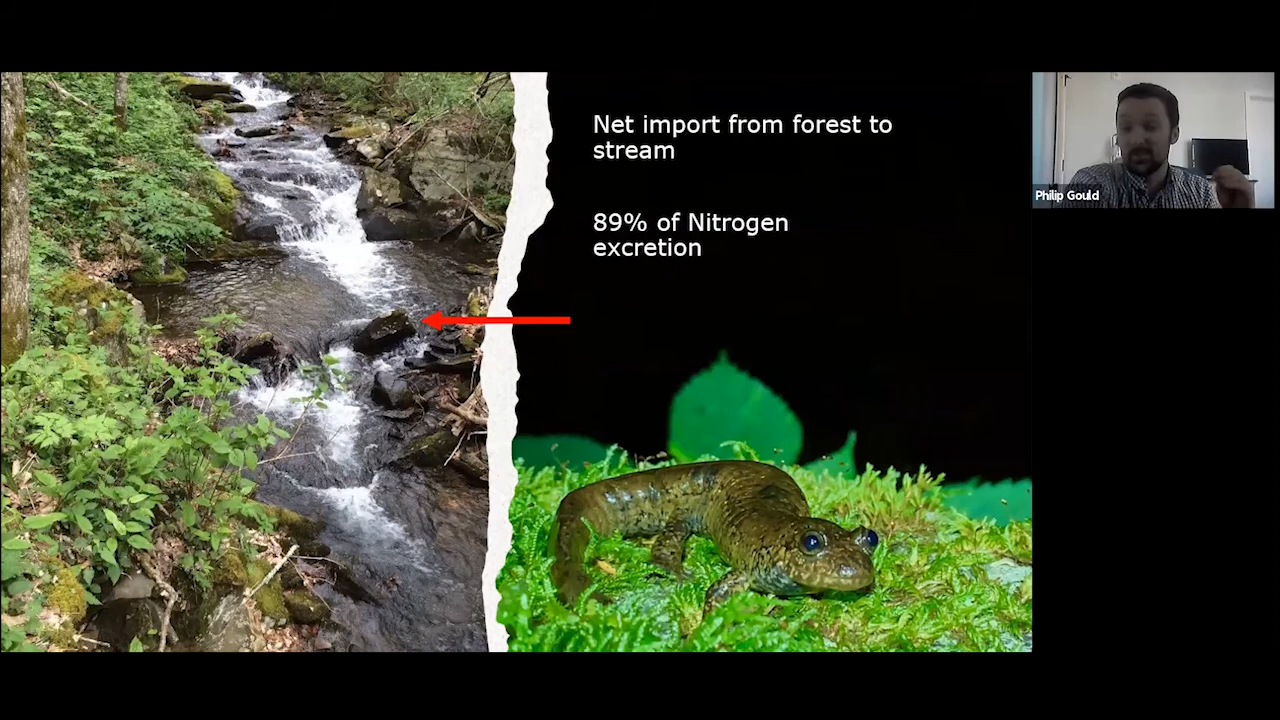 Net import from forest to
stream
89% of Nitrogen
excretion
Philip Gould